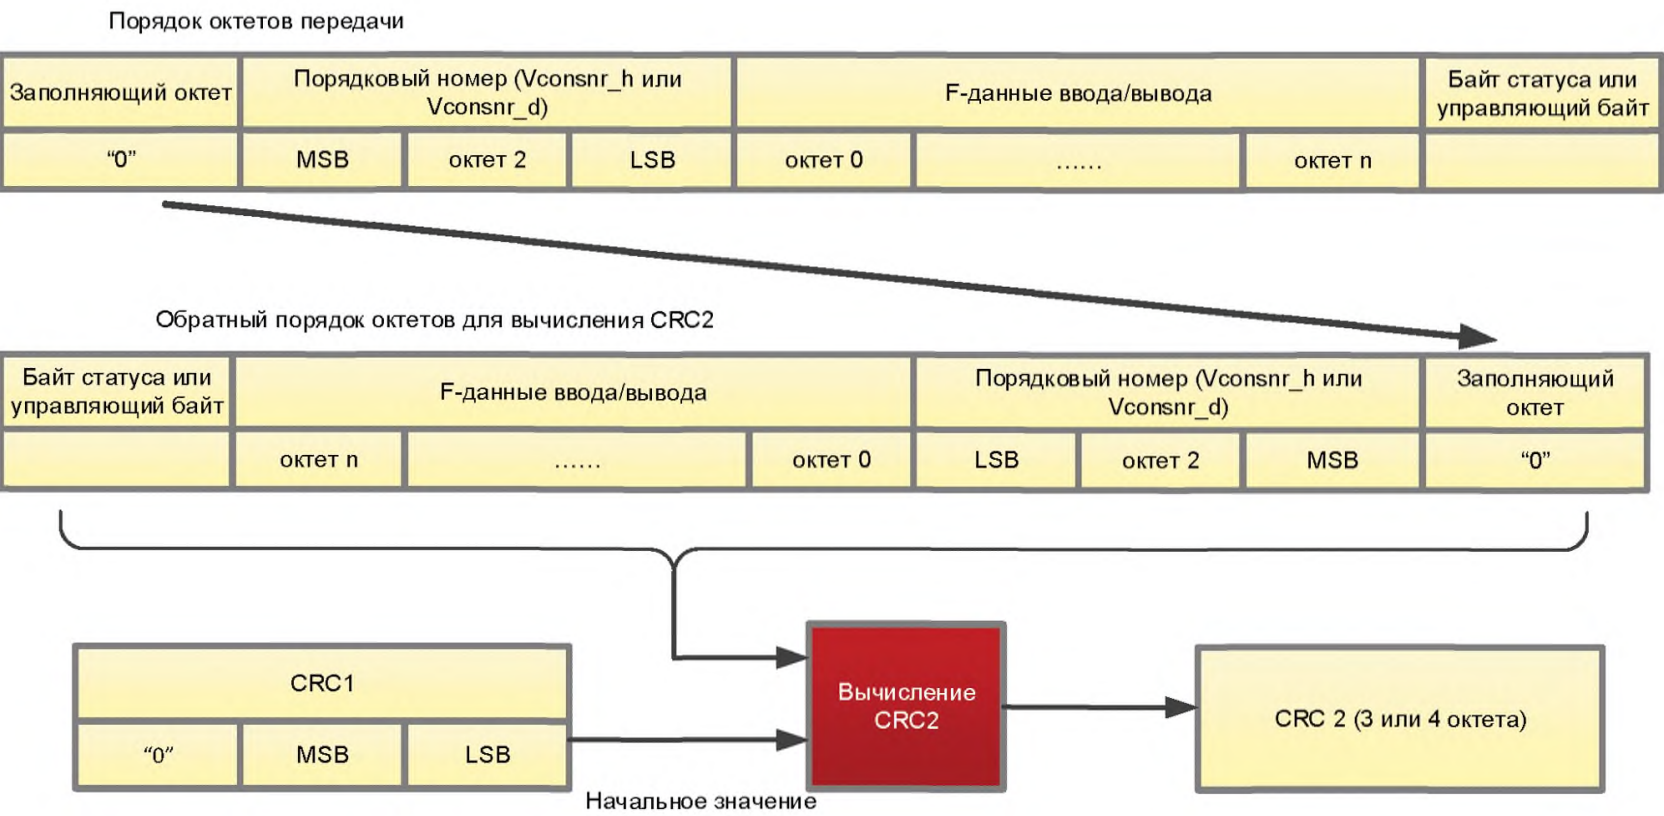 Порядок октетов передачи
Заполняющий октет
Порядковый номер (Vconsnr_h или
Vconsnr_d)
F-данные ввода/вывода
Байт статуса или
управляющий байт
“0” MSB октет 2 LSB октет 0 ...... октет n
Обратный порядок октетов для вычисления CRC2
Байт статуса или
управляющий байт
F-данные ввода/вывода
Порядковый номер (Vconsnr_h или
Vconsnr_d)
Заполняющий
октет
октет n ...... октет 0 LSB октет 2 MSB “0”
CRC1
“0” MSB LSB
Начальное значение
Вычисление
CRC2
CRC 2 (3 или 4 октета)